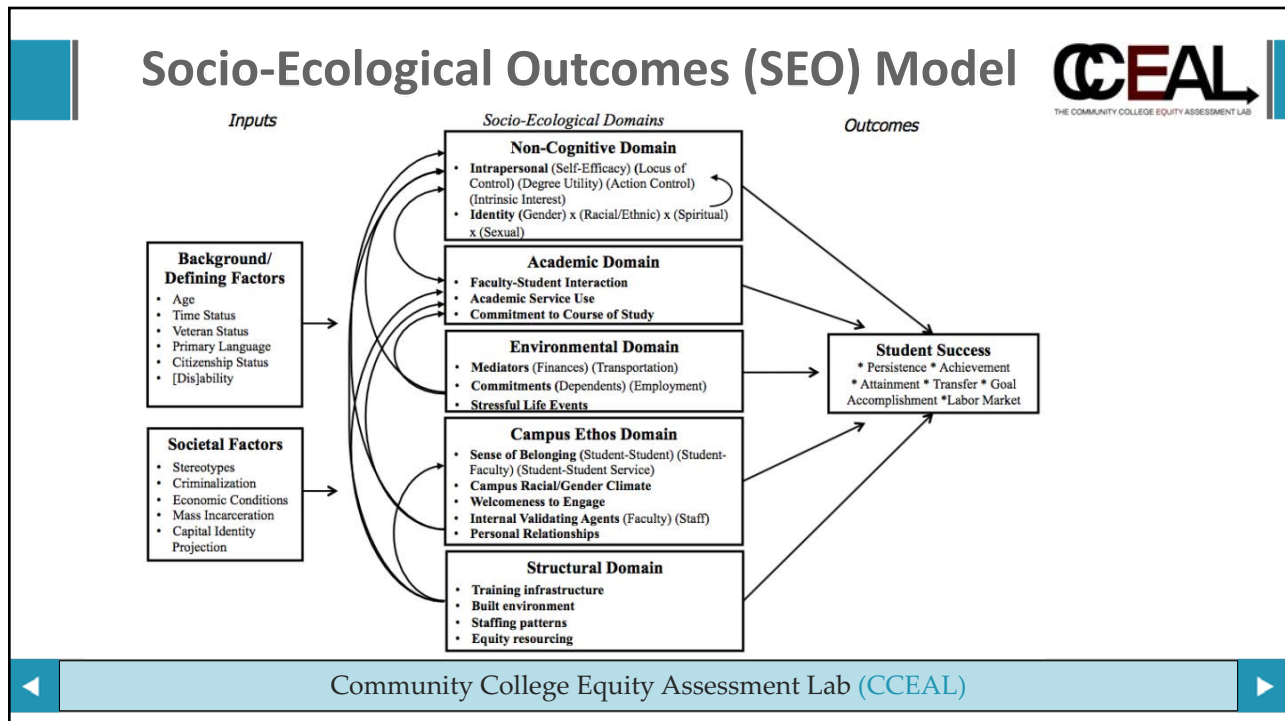 Socio-Ecological Outcomes (SEO) Model
CCEAL
THE COMMUNITY COLLEGE EQUITY ASSESSMENT LAB
Inputs
Socio-Ecological Domains
Outcomes
Background/
Defining Factors
• Age
• Time Status
• Veteran Status
• Primary Language
• Citizenship Status
• [Dis]ability
Societal Factors
• Stereotypes
• Criminalization
• Economic Conditions
• Mass Incarceration
• Capital Identity
Projection
Non-Cognitive Domain
• Intrapersonal (Self-Efficacy) (Locus of
Control) (Degree Utility) (Action Control)
(Intrinsic Interest)
• Identity (Gender) x (Racial/Ethnic) x (Spiritual)
x (Sexual)
Academic Domain
• Faculty-Student Interaction
• Academic Service Use
• Commitment to Course of Study
Environmental Domain
• Mediators (Finances) (Transportation)
• Commitments (Dependents) (Employment)
• Stressful Life Events
Campus Ethos Domain
• Sense of Belonging (Student-Student) (Student-
Faculty) (Student-Student Service)
• Campus Racial/Gender Climate
• Welcomeness to Engage
• Internal Validating Agents (Faculty) (Staff)
• Personal Relationships
Structural Domain
• Training infrastructure
• Built environment
• Staffing patterns
• Equity resourcing
Student Success
* Persistence * Achievement
* Attainment * Transfer * Goal
Accomplishment *Labor Market
Community College Equity Assessment Lab (CCEAL)